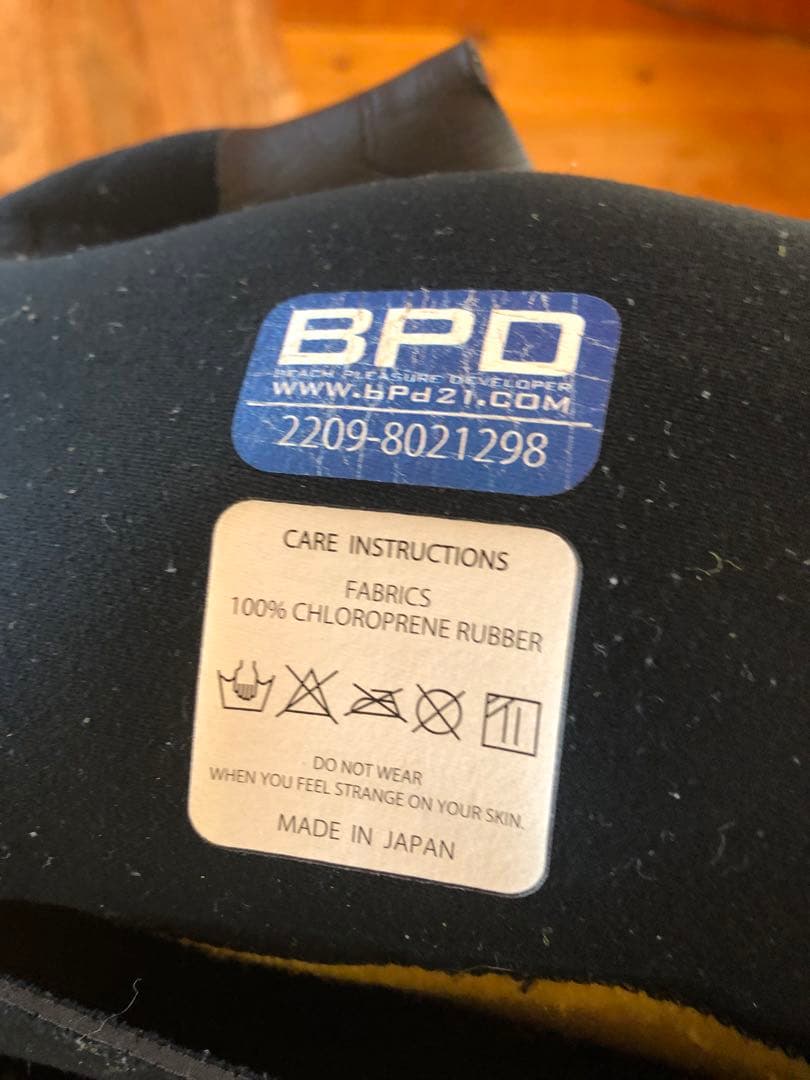 BPD
BEACH PLEASURE DEVELOPER
WWW.bPd21.COM
2209-8021298
CARE INSTRUCTIONS
FABRICS
100% CHLOROPRENE RUBBER
DO NOT WEAR
WHEN YOU FEEL STRANGE ON YOUR SKIN.
MADE IN JAPAN